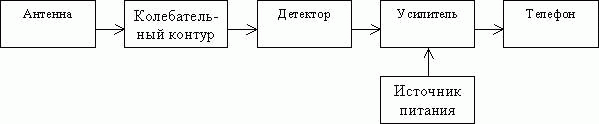 Антенна
Колебатель-
ный контур
Детектор
Усилитель
Телефон
Источник
питания